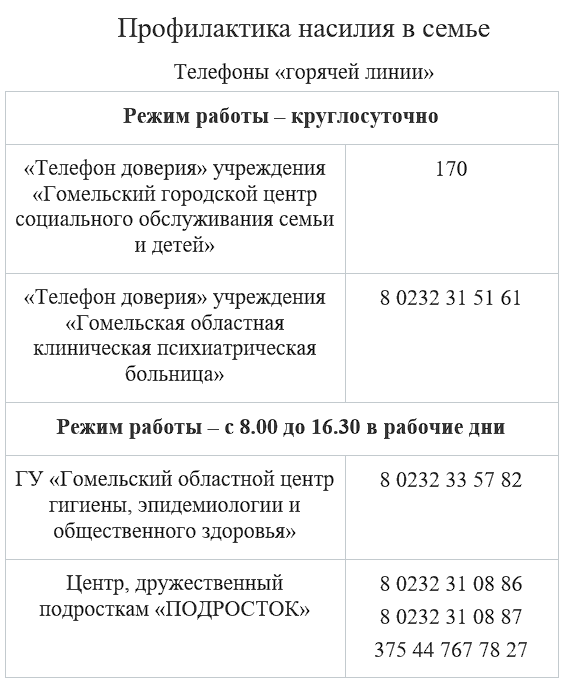 Профилактика насилия в семье
Телефоны «горячей линии»
Режим работы – круглосуточно
«Телефон доверия» учреждения
«Гомельский городской центр
социального обслуживания семьи
и детей»
170
«Телефон доверия» учреждения
«Гомельская областная
клиническая психиатрическая
больница»
8 0232 31 51 61
Режим работы – с 8.00 до 16.30 в рабочие дни
ГУ «Гомельский областной центр
гигиены, эпидемиологии и
общественного здоровья»
8 0232 33 57 82
Центр, дружественный
подросткам «ПОДРОСТОК»
8 0232 31 08 86
8 0232 31 08 87
375 44 767 78 27